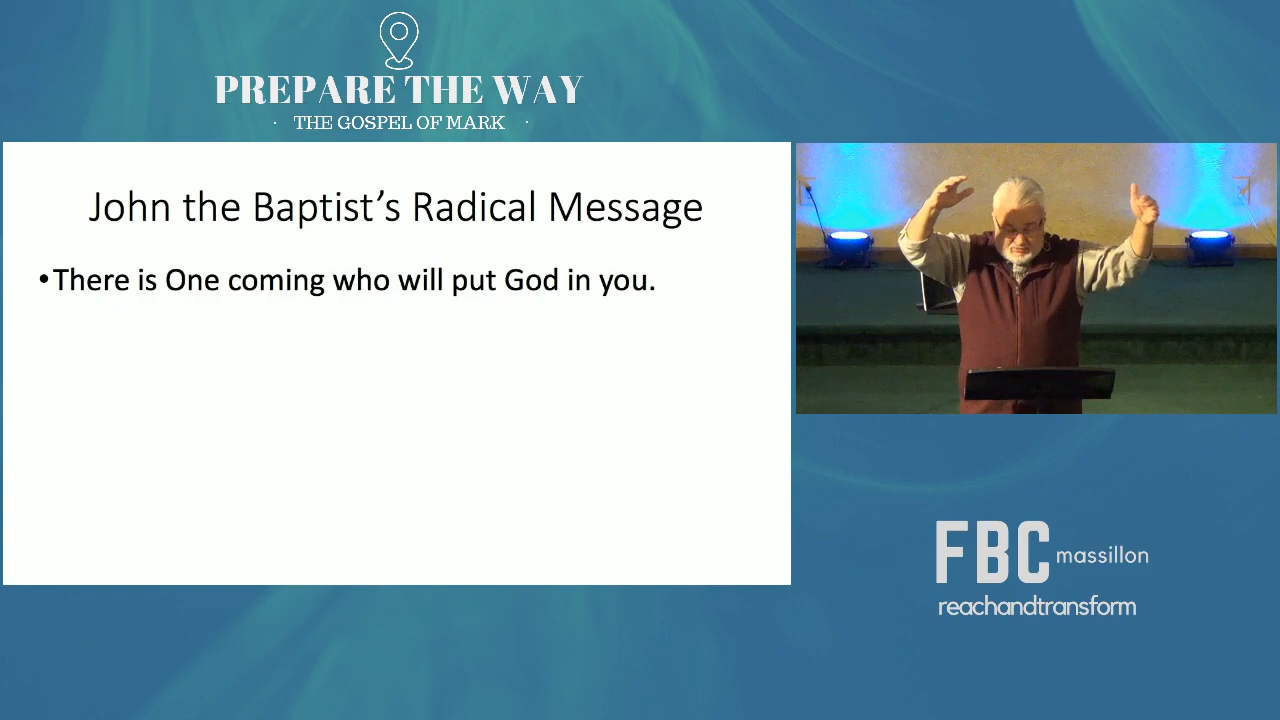 PREPARE THE WAY
· THE GOSPEL OF MARK ·
John the Baptist’s Radical Message
•There is One coming who will put God in you.
FBC massillon
reachandtransform